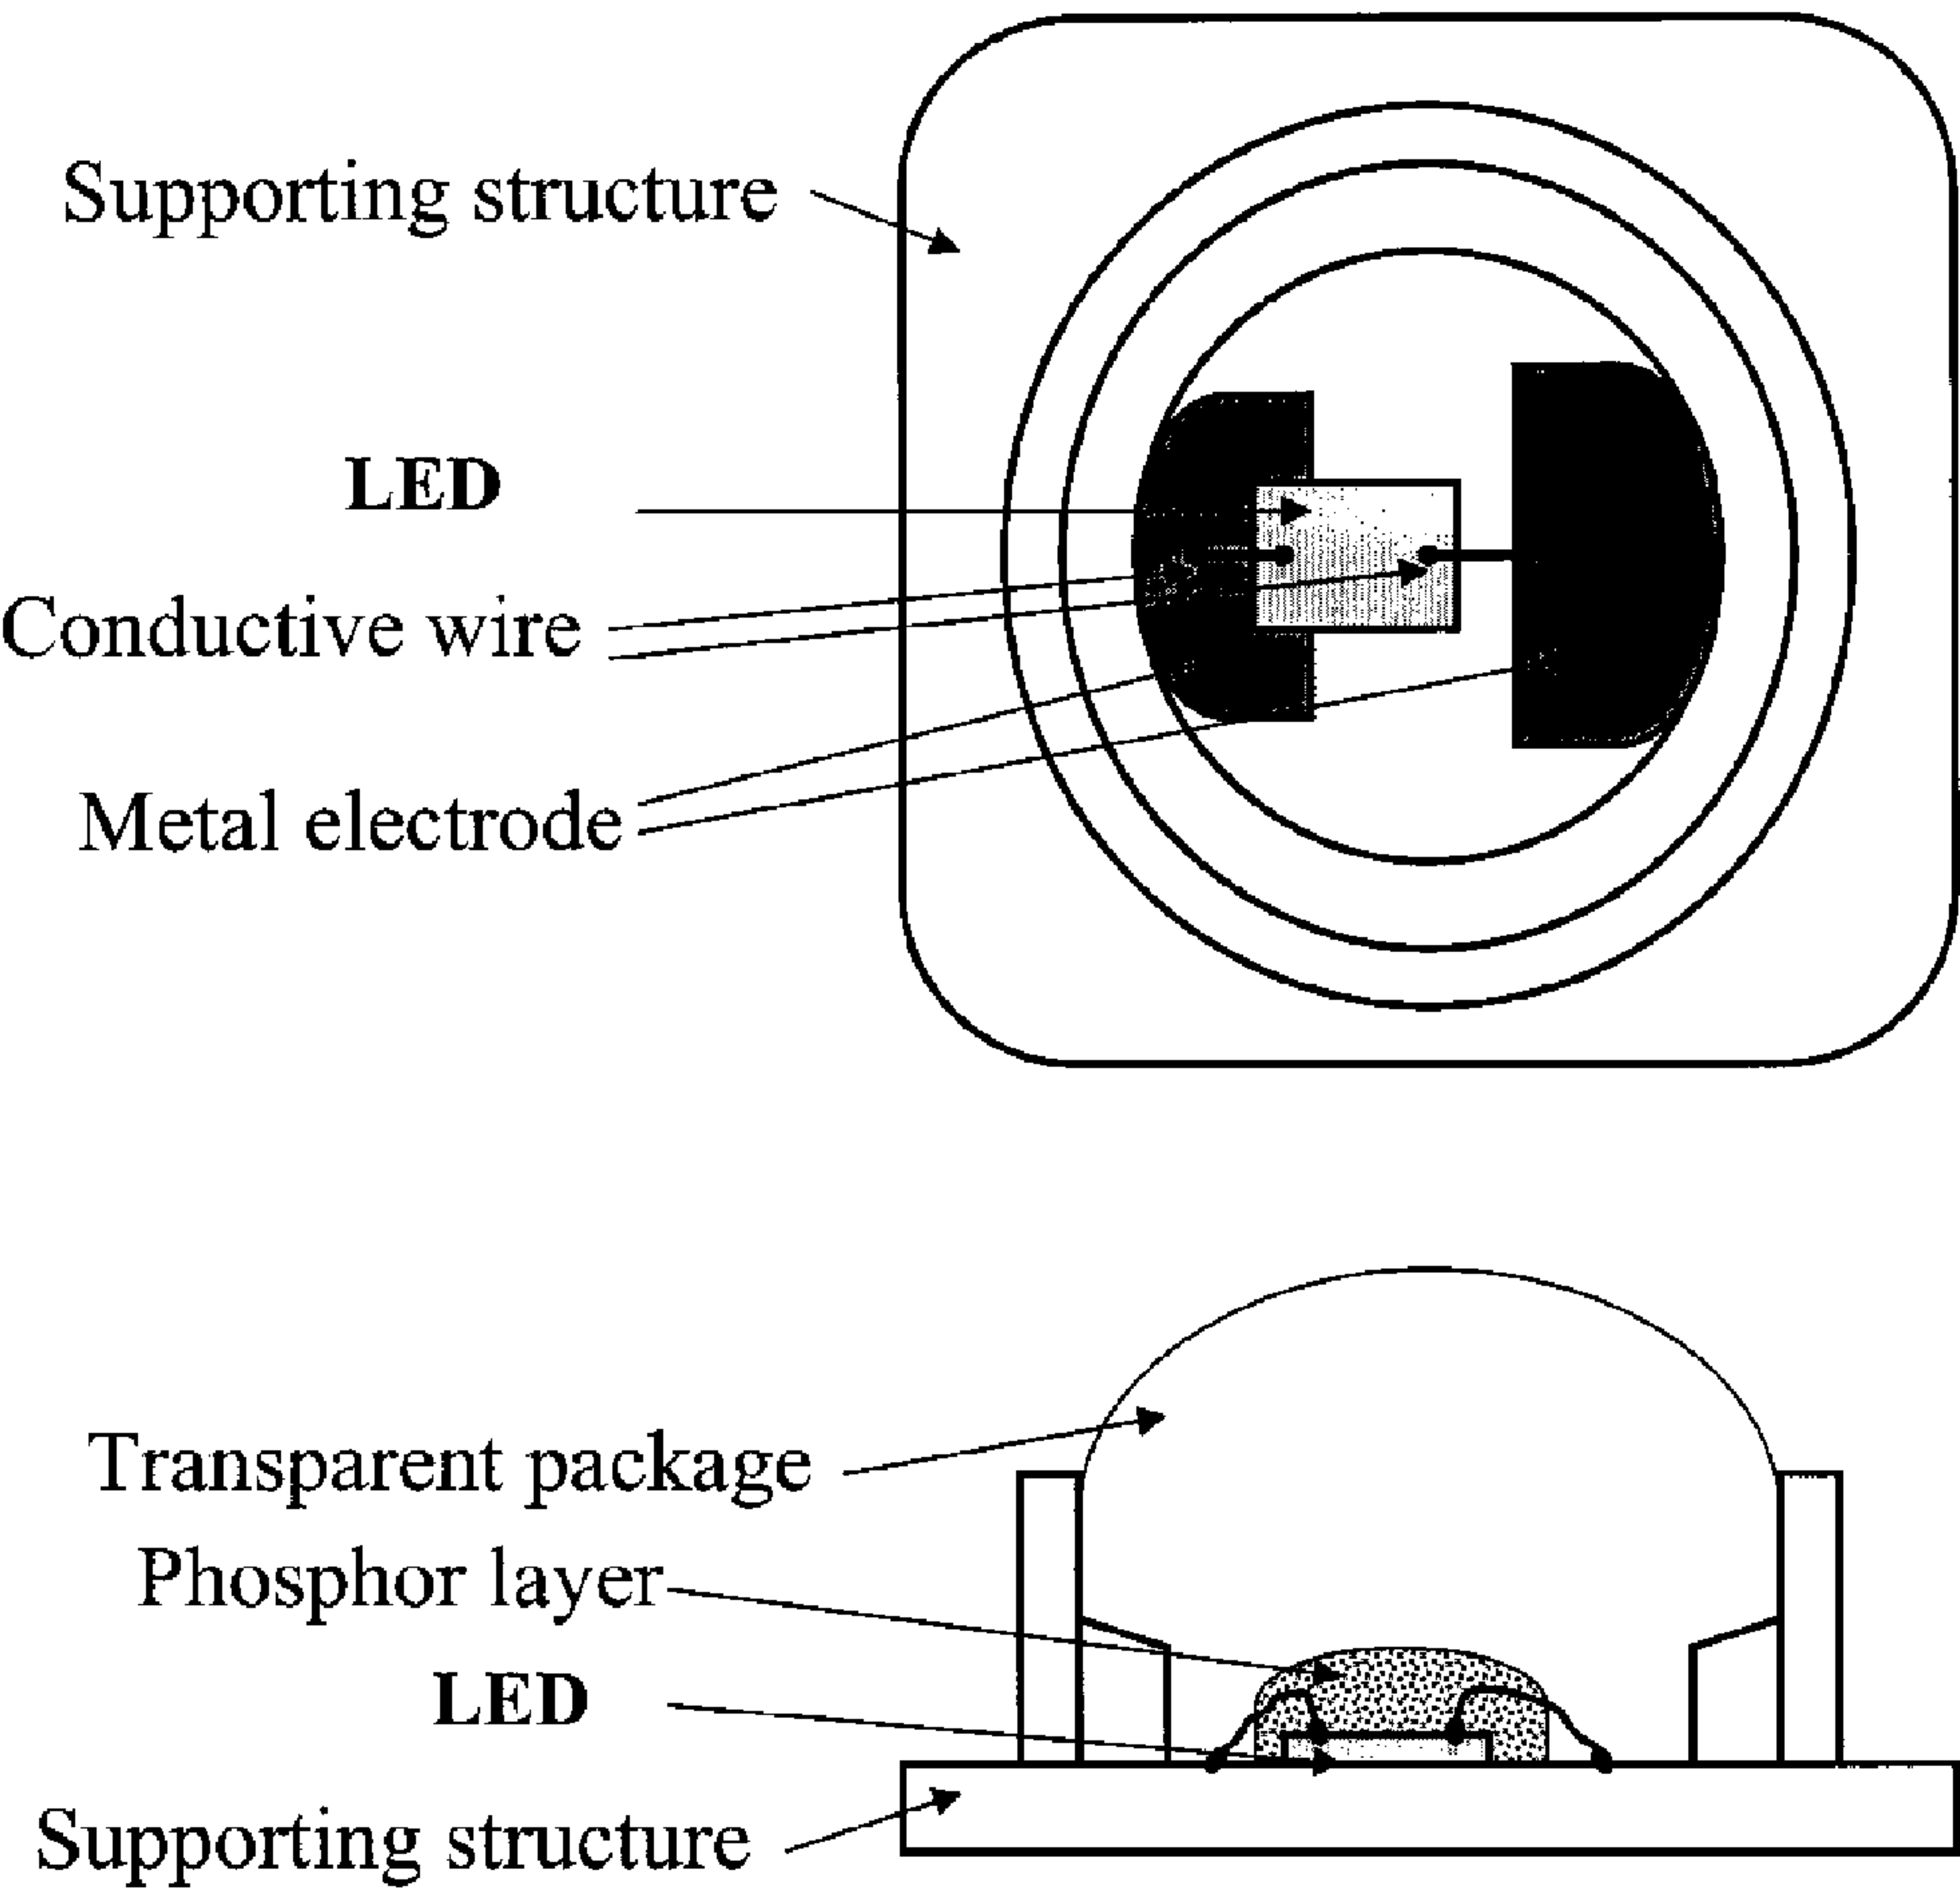 Supporting structure
LED
Conductive wire
Metal electrode
Transparent package
Phosphor layer
LED
Supporting structure